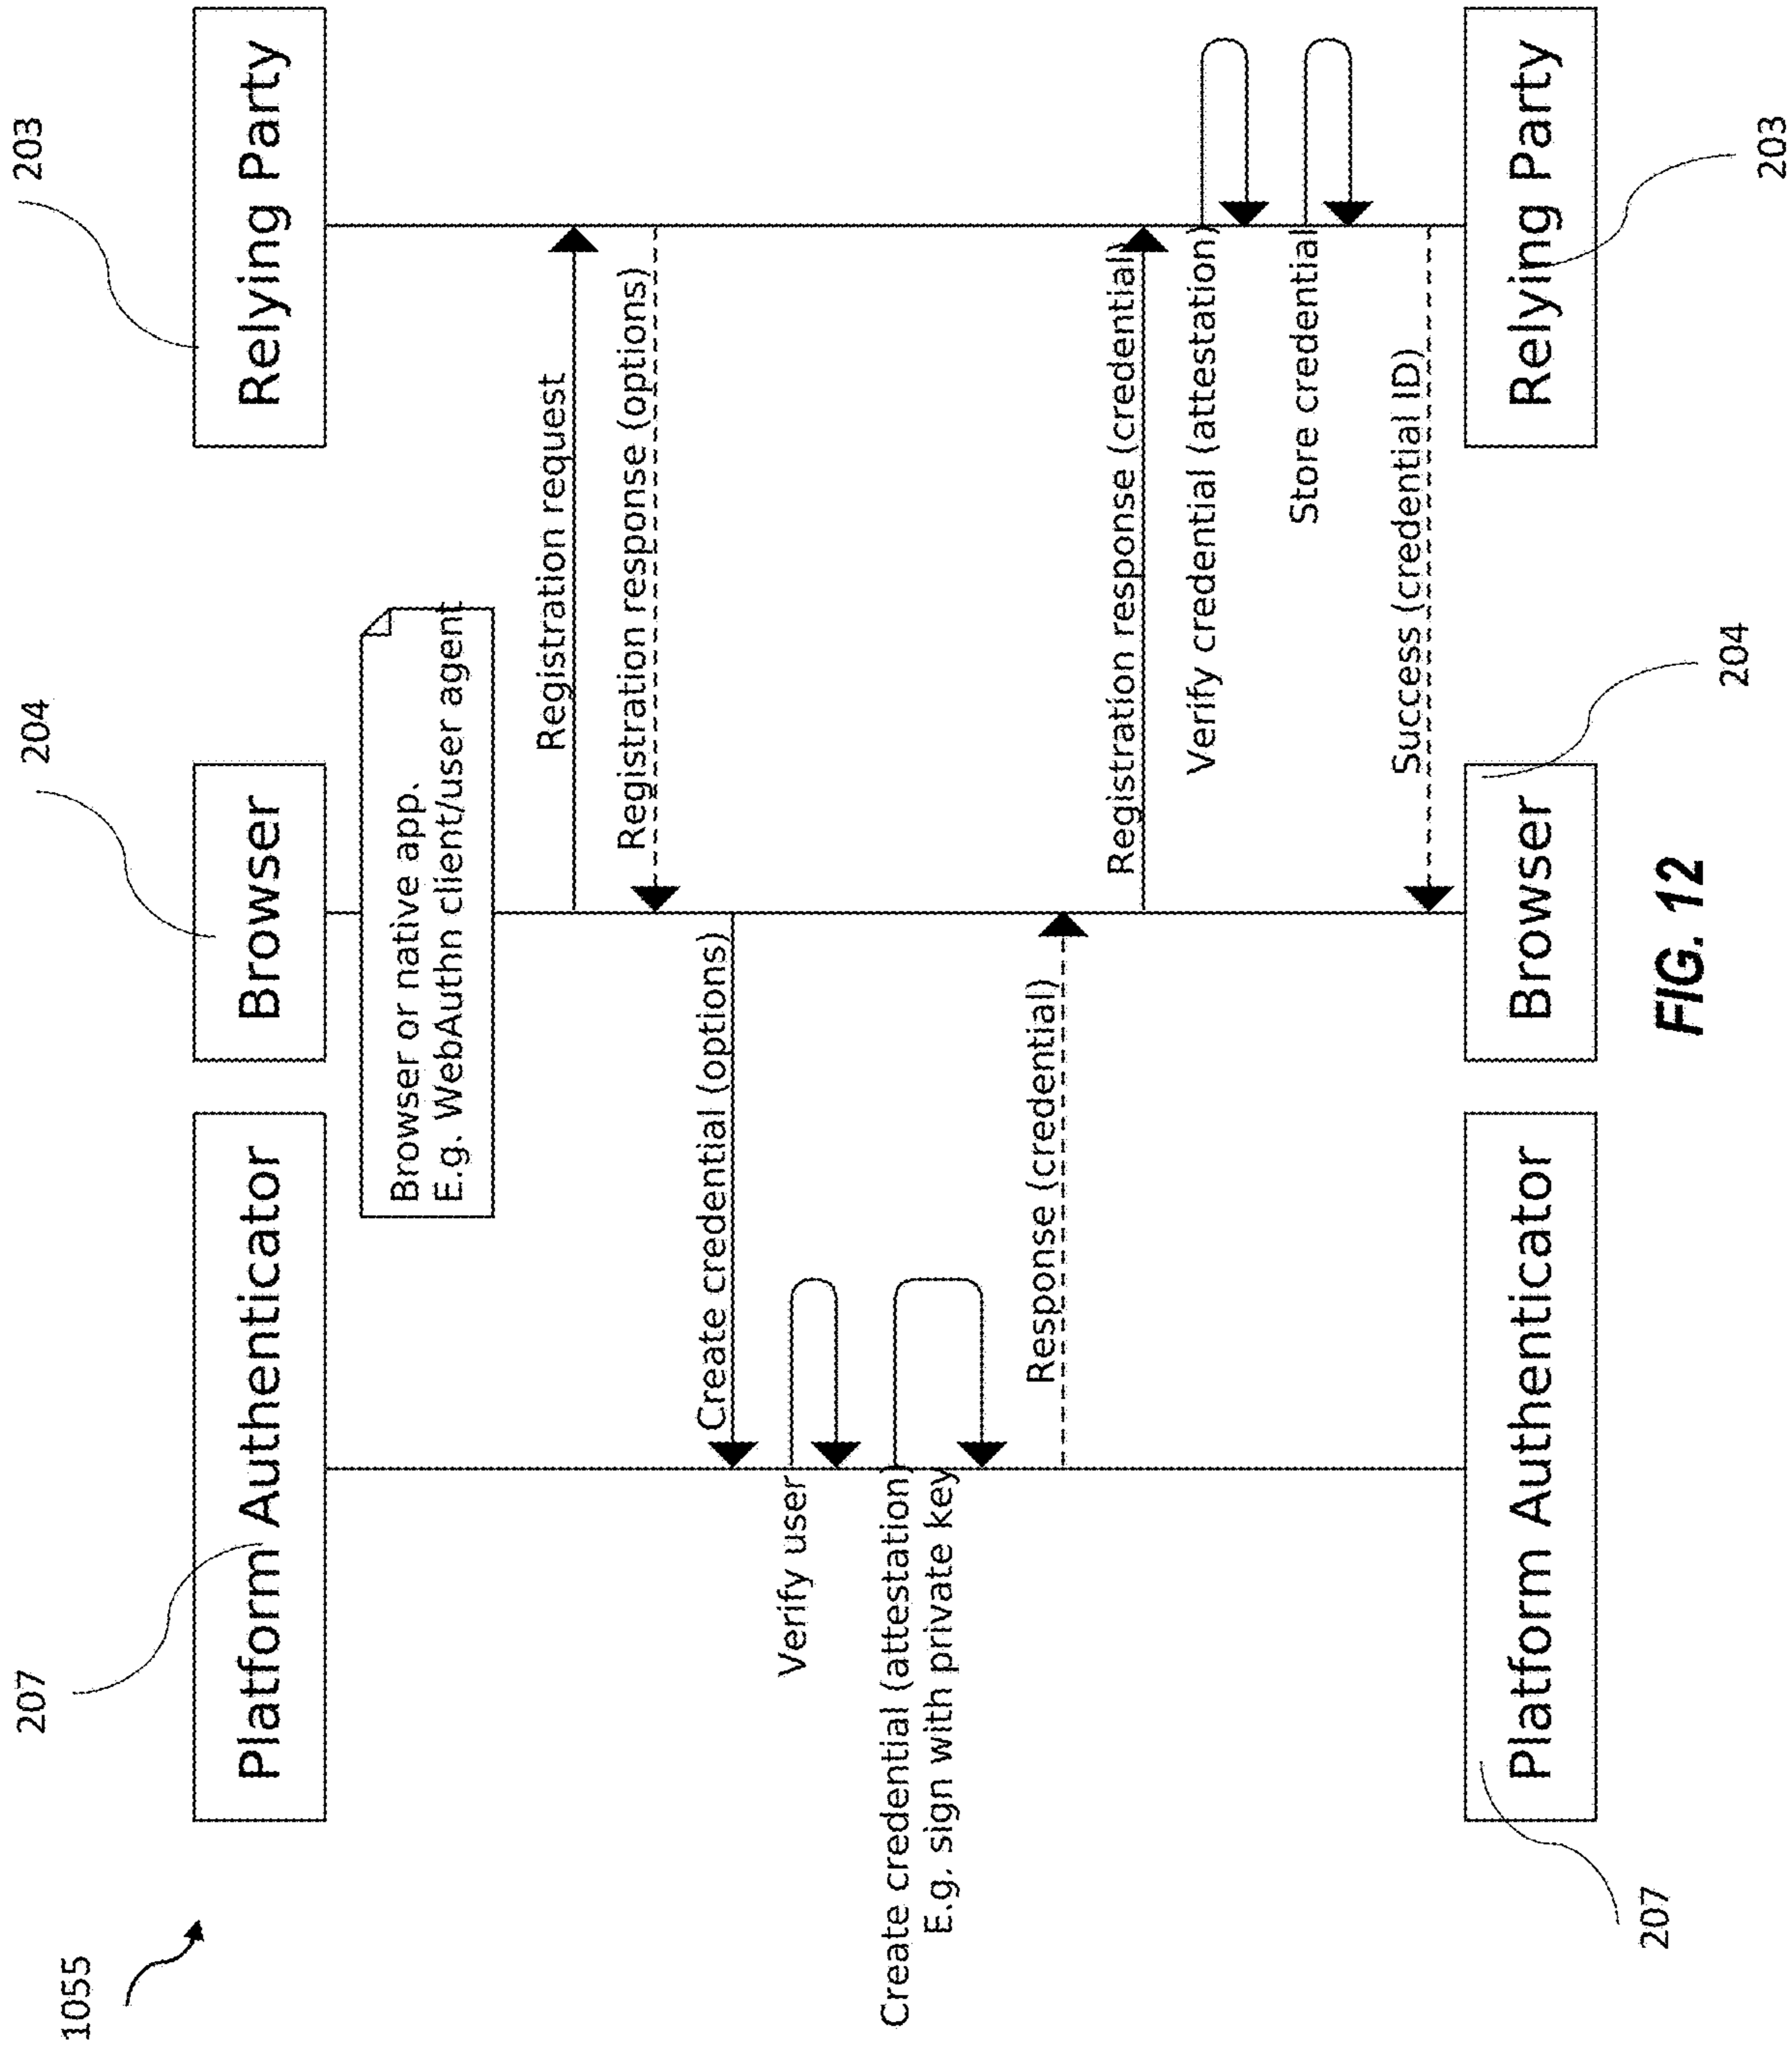 1055
207
204
203
Platform Authenticator
Browser
Relying Party
Browser or native app.
E.g. WebAuthn client/user agent
Registration request
Registration response (options)
Create credential (options)
Verify user
Create credential (attestation)
E.g. sign with private key
Response (credential)
Registration response (credential)
Verify credential (attestation)
Store credential
Success (credential ID)
Platform Authenticator
Browser
Relying Party
207
204
203
FIG. 12